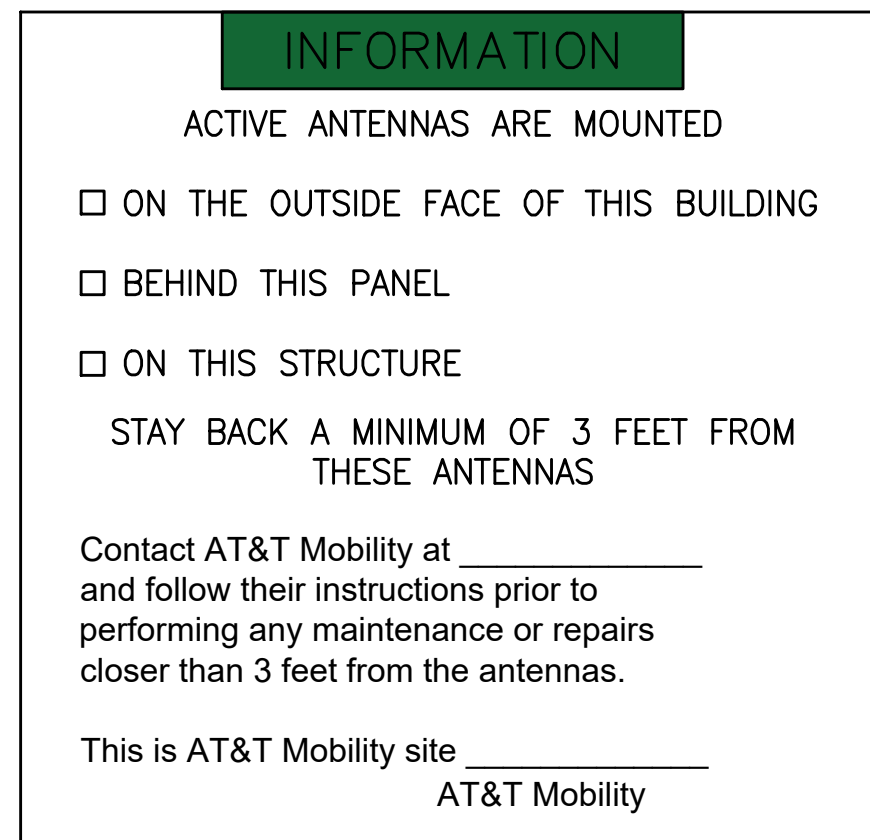 INFORMATION
ACTIVE ANTENNAS ARE MOUNTED
☐ ON THE OUTSIDE FACE OF THIS BUILDING
☐ BEHIND THIS PANEL
☐ ON THIS STRUCTURE
STAY BACK A MINIMUM OF 3 FEET FROM
THESE ANTENNAS
Contact AT&T Mobility at _____________
and follow their instructions prior to
performing any maintenance or repairs
closer than 3 feet from the antennas.
This is AT&T Mobility site _____________
AT&T Mobility